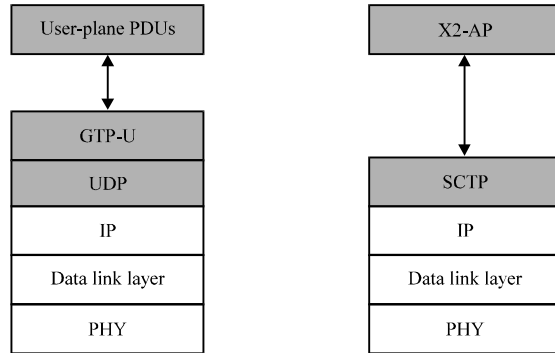 User-plane PDUs
GTP-U
UDP
IP
Data link layer
PHY
X2-AP
SCTP
IP
Data link layer
PHY